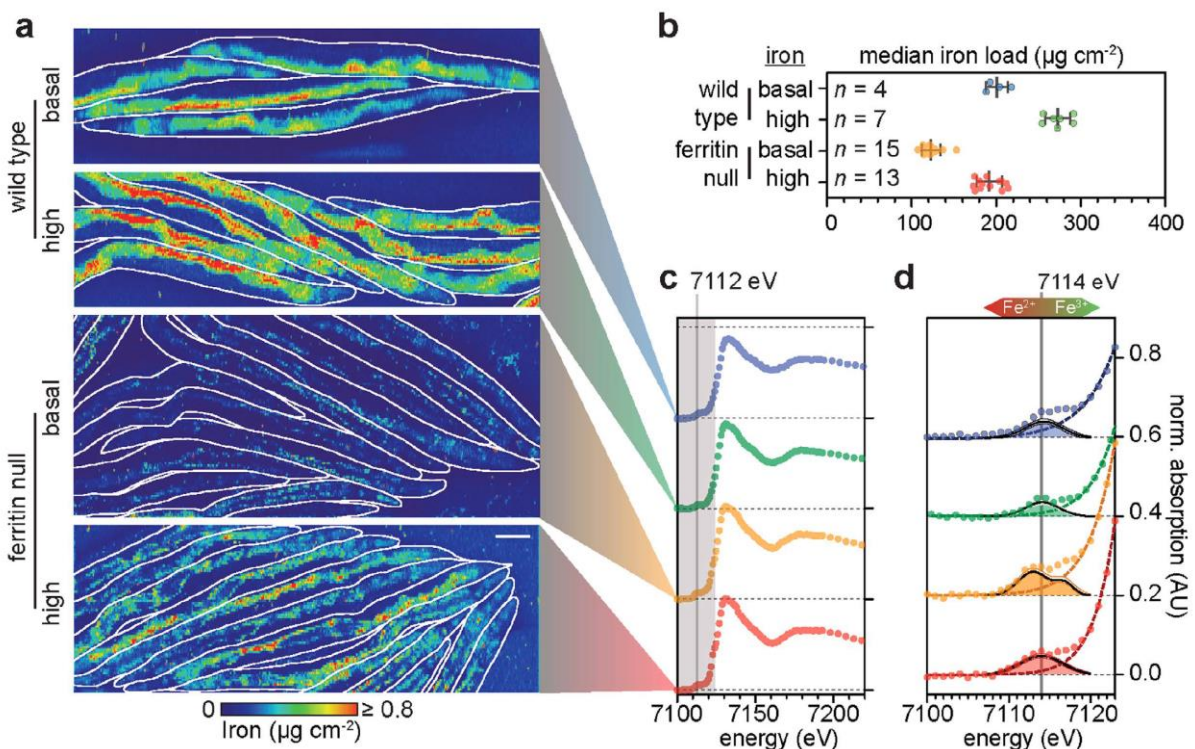 a
wild type
basal
high
ferritin null
basal
high
0 ≥ 0.8
Iron (µg cm⁻²)
b
iron median iron load (µg cm⁻²)
wild basal n = 4
type high n = 7
ferritin basal n = 15
null high n = 13
0 100 200 300 400
c
7112 eV
7100 7150 7200
energy (eV)
d
7114 eV
Fe²⁺ Fe³⁺
0.8
0.6
0.4
0.2
0.0
norm. absorption (AU)
7100 7110 7120
energy (eV)